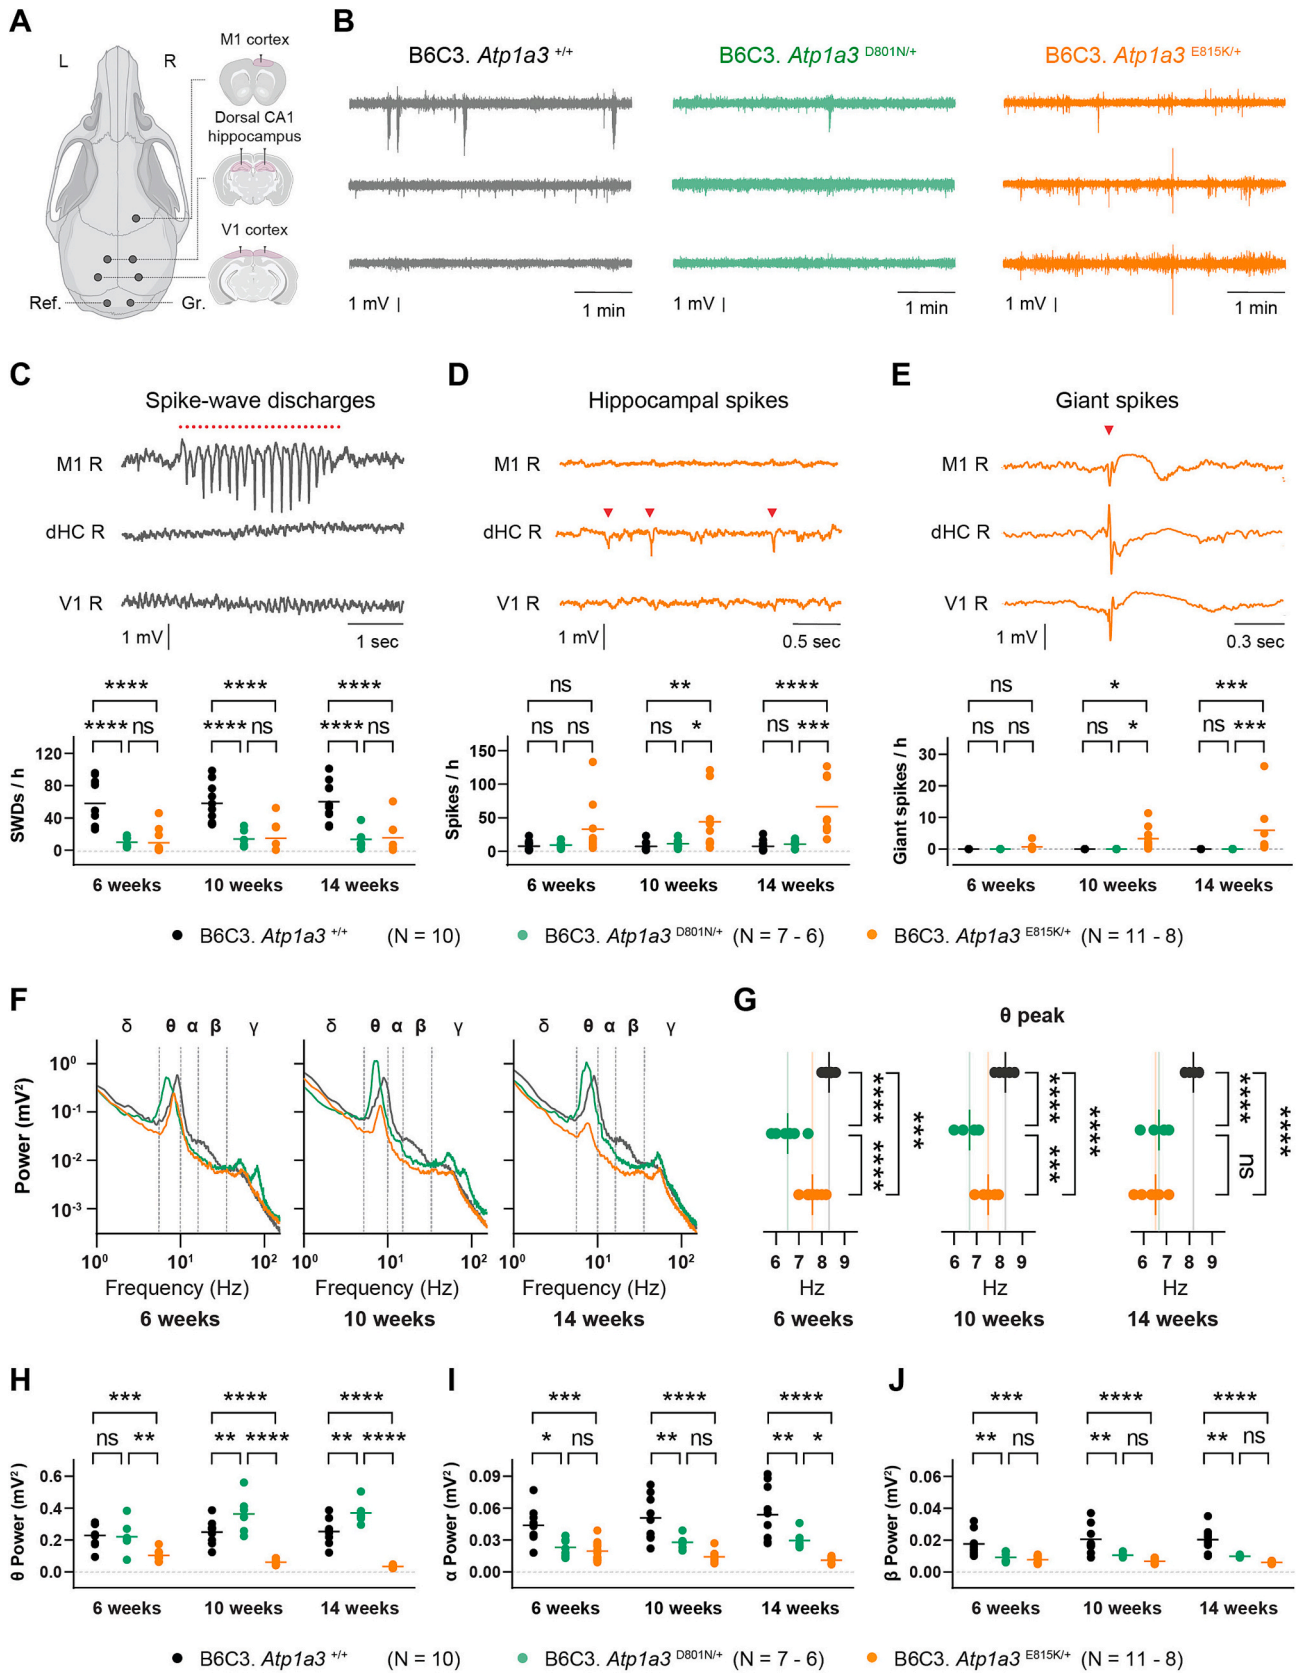 A
L
R
M1 cortex
Dorsal CA1
hippocampus
V1 cortex
Ref.
Gr.
B
B6C3. Atp1a3 +/+
B6C3. Atp1a3 D801N/+
B6C3. Atp1a3 E815K/+
1 mV
1 min
1 mV
1 min
1 mV
1 min
C
Spike-wave discharges
M1 R
dHC R
V1 R
1 mV
1 sec
**** **** ****
**** ns **** ns **** ns
SWDs / h
120
80
40
0
6 weeks 10 weeks 14 weeks
D
Hippocampal spikes
M1 R
dHC R
V1 R
1 mV
0.5 sec
ns ** ****
ns ns ns * ns ***
Spikes / h
150
100
50
0
6 weeks 10 weeks 14 weeks
E
Giant spikes
M1 R
dHC R
V1 R
1 mV
0.3 sec
ns * ***
ns ns ns * ns ***
Giant spikes / h
30
20
10
0
6 weeks 10 weeks 14 weeks
B6C3. Atp1a3 +/+ (N = 10)
B6C3. Atp1a3 D801N/+ (N = 7 - 6)
B6C3. Atp1a3 E815K/+ (N = 11 - 8)
F
δ θ α β γ
δ θ α β γ
δ θ α β γ
Power (mV²)
10⁰
10⁻¹
10⁻²
10⁻³
10⁰ 10¹ 10²
10⁰ 10¹ 10²
10⁰ 10¹ 10²
Frequency (Hz)
Frequency (Hz)
Frequency (Hz)
6 weeks
10 weeks
14 weeks
G
θ peak
**** **** ***
**** *** ****
**** ns ****
6 7 8 9
6 7 8 9
6 7 8 9
Hz
Hz
Hz
6 weeks
10 weeks
14 weeks
H
*** **** ****
ns ** ** **** ** ****
θ Power (mV²)
0.6
0.4
0.2
0.0
6 weeks 10 weeks 14 weeks
I
*** **** ****
* ns ** ns ** *
α Power (mV²)
0.09
0.06
0.03
0.00
6 weeks 10 weeks 14 weeks
J
*** **** ****
** ns ** ns ** ns
β Power (mV²)
0.06
0.04
0.02
0.00
6 weeks 10 weeks 14 weeks
B6C3. Atp1a3 +/+ (N = 10)
B6C3. Atp1a3 D801N/+ (N = 7 - 6)
B6C3. Atp1a3 E815K/+ (N = 11 - 8)